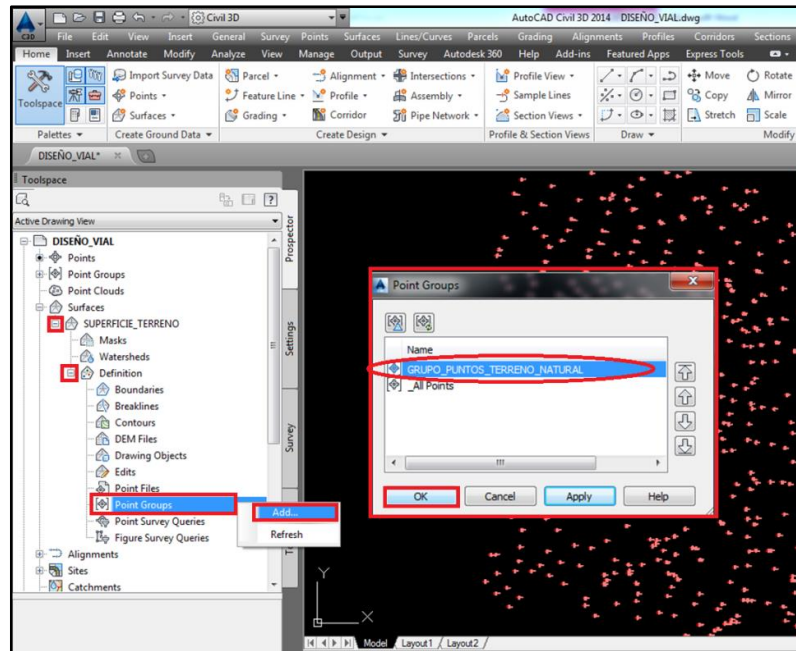 Civil 3D
AutoCAD Civil 3D 2014 DISEÑO_VIAL.dwg
C3D File Edit View Insert General Survey Points Surfaces Lines/Curves Parcels Grading Alignments Profiles Corridors Sections
Home Insert Annotate Modify Analyze View Manage Output Survey Autodesk 360 Help Add-ins Featured Apps Express Tools
Toolspace
Import Survey Data
Points
Surfaces
Parcel
Feature Line
Grading
Alignment
Profile
Corridor
Intersections
Assembly
Pipe Network
Profile View
Sample Lines
Section Views
Move
Copy
Stretch
Rotate
Mirror
Scale
Palettes
Create Ground Data
Create Design
Profile & Section Views
Draw
Modify
DISEÑO_VIAL*
Toolspace
Active Drawing View
DISEÑO_VIAL
Points
Point Groups
Point Clouds
Surfaces
SUPERFICIE_TERRENO
Masks
Watersheds
Definition
Boundaries
Breaklines
Contours
DEM Files
Drawing Objects
Edits
Point Files
Point Groups
Point Survey Queries
Figure Survey Queries
Alignments
Sites
Catchments
Prospector
Settings
Survey
Add...
Refresh
Point Groups
Name
GRUPO_PUNTOS_TERRENO_NATURAL
_All Points
OK
Cancel
Apply
Help
Y
X
Model
Layout1
Layout2